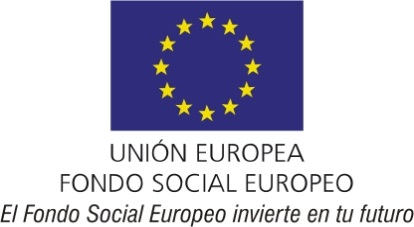 UNIÓN EUROPEA
FONDO SOCIAL EUROPEO
El Fondo Social Europeo invierte en tu futuro